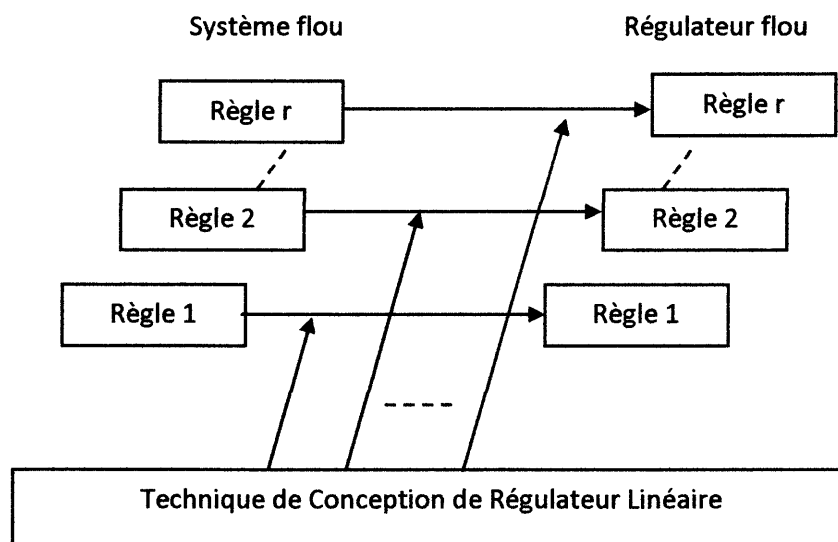 Système flou
Régulateur flou
Règle r
Règle r
Règle 2
Règle 2
Règle 1
Règle 1
Technique de Conception de Régulateur Linéaire